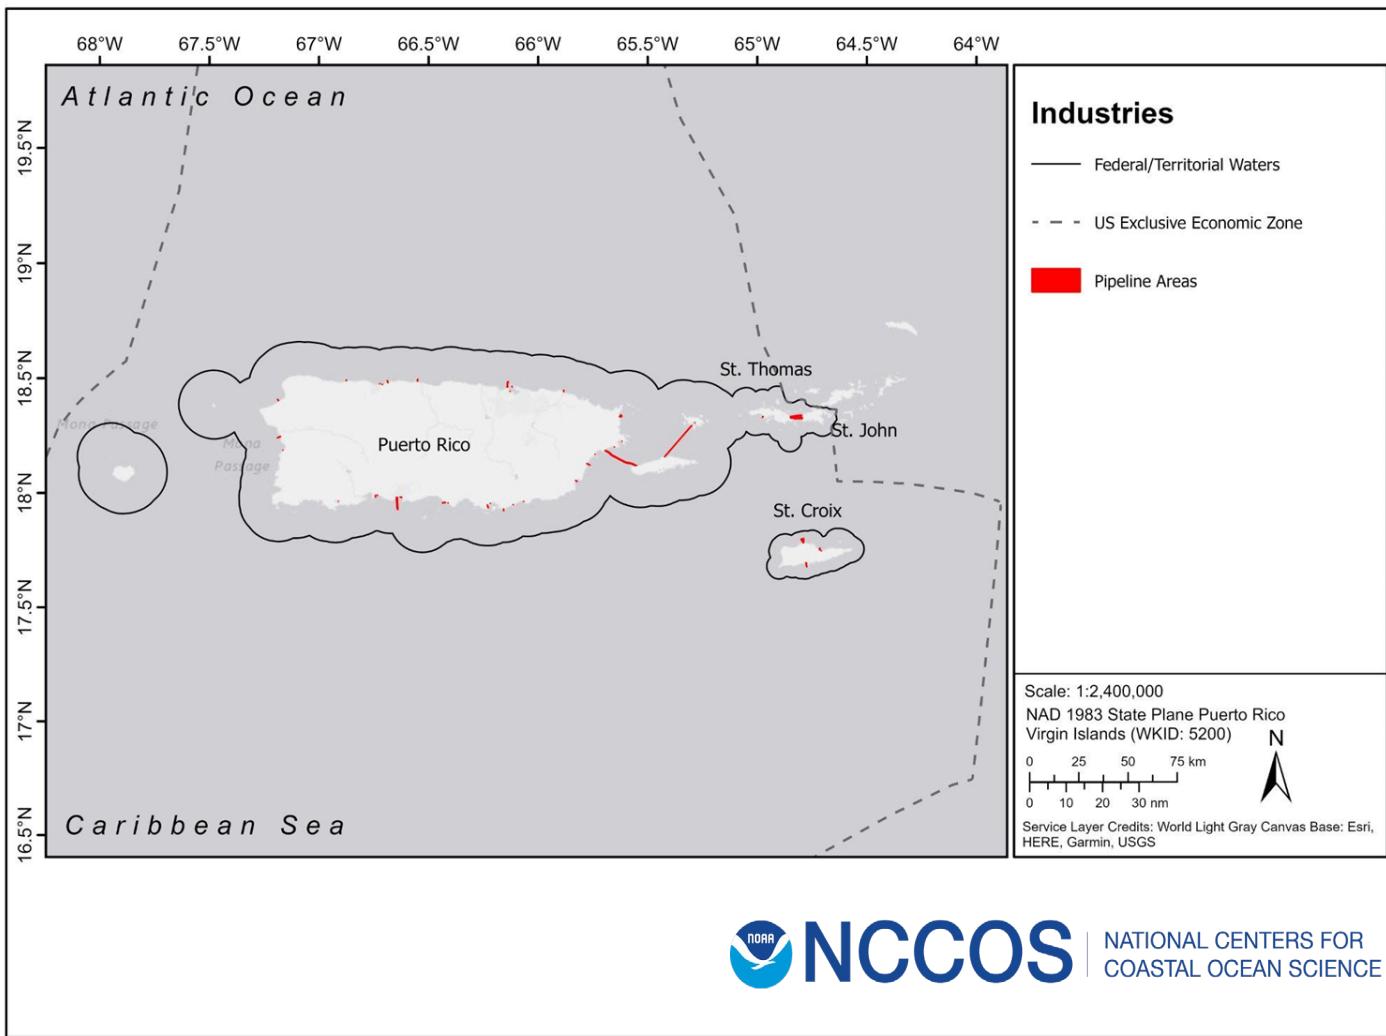 68°W 67.5°W 67°W 66.5°W 66°W 65.5°W 65°W 64.5°W 64°W
Atlantic Ocean
19.5°N
19°N
18.5°N
18°N
17.5°N
17°N
16.5°N
St. Thomas
Mona Passage
Mona
Passage
Puerto Rico
St. John
St. Croix
Caribbean Sea
Industries
Federal/Territorial Waters
US Exclusive Economic Zone
Pipeline Areas
Scale: 1:2,400,000
NAD 1983 State Plane Puerto Rico
Virgin Islands (WKID: 5200)
N
0 25 50 75 km
0 10 20 30 nm
Service Layer Credits: World Light Gray Canvas Base: Esri,
HERE, Garmin, USGS
NOAA
NCCOS
NATIONAL CENTERS FOR
COASTAL OCEAN SCIENCE